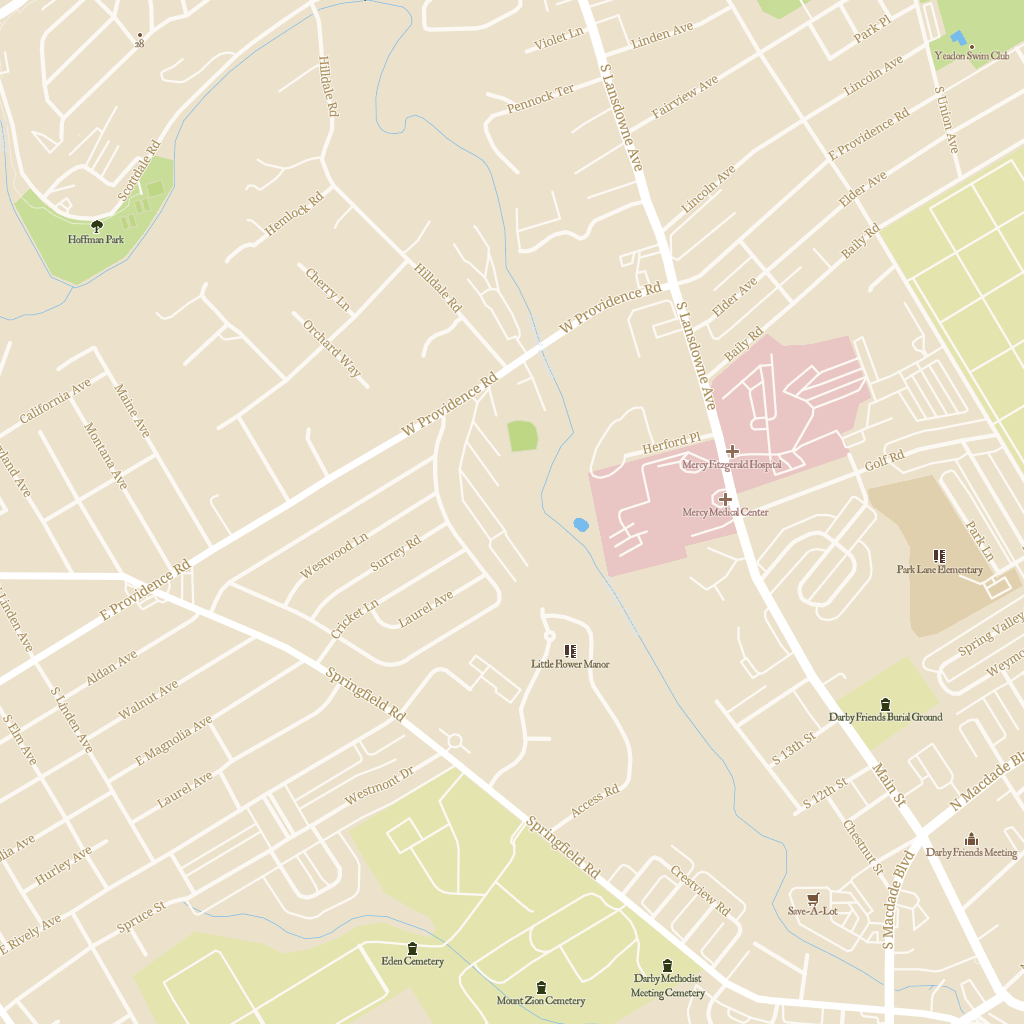 Violet Ln
Linden Ave
Park Pl
28
Yeadon Swim Club
Hilldale Rd
S Lansdowne Ave
Pennock Ter
Fairview Ave
Lincoln Ave
S Union Ave
E Providence Rd
Scottdale Rd
Lincoln Ave
Elder Ave
Hemlock Rd
Hoffman Park
Baily Rd
Cherry Ln
Hilldale Rd
W Providence Rd
Elder Ave
S Lansdowne Ave
Orchard Way
Baily Rd
California Ave
Maine Ave
W Providence Rd
Montana Ave
Herford Pl
Mercy Fitzgerald Hospital
Golf Rd
Mercy Medical Center
Park Ln
Westwood Ln
Surrey Rd
Park Lane Elementary
E Providence Rd
Linden Ave
Cricket Ln
Laurel Ave
Spring Valley
Little Flower Manor
Aldan Ave
Springfield Rd
Walnut Ave
S Linden Ave
S Elm Ave
E Magnolia Ave
Darby Friends Burial Ground
S 13th St
Laurel Ave
Westmont Dr
Main St
S 12th St
N Macdade Blv
Access Rd
Springfield Rd
Hurley Ave
Chestnut St
Darby Friends Meeting
Crestview Rd
S Macdade Blvd
Save-A-Lot
Spruce St
E Rively Ave
Eden Cemetery
Mount Zion Cemetery
Darby Methodist
Meeting Cemetery